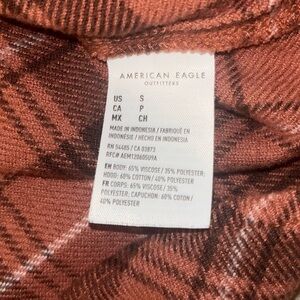 AMERICAN EAGLE
OUTFITTERS
US S
CA P
MX CH
MADE IN INDONESIA / FABRIQUÉ EN
INDONESIA / HECHO EN INDONESIA
RN 54485 / CA 03873
RFC# AEM120605UYA
EN BODY: 65% VISCOSE / 35% POLYESTER;
HOOD: 60% COTTON / 40% POLYESTER
FR CORPS: 65% VISCOSE / 35%
POLYESTER; CAPUCHON: 60% COTON /
40% POLYESTER